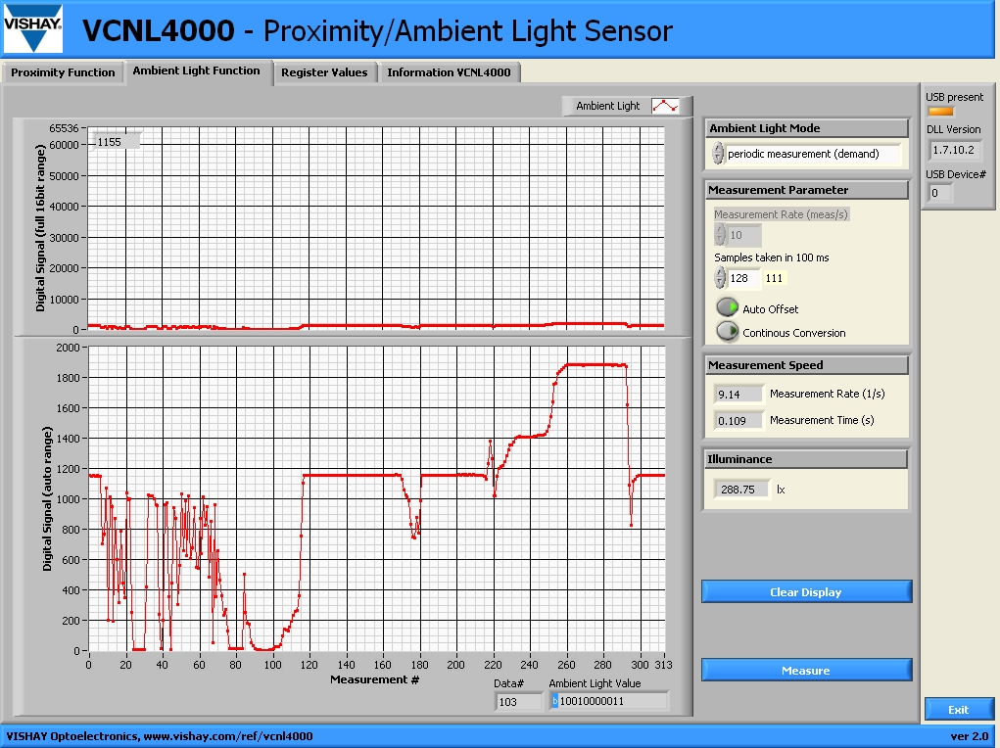 VISHAY.
VCNL4000 - Proximity/Ambient Light Sensor
Proximity Function
Ambient Light Function
Register Values
Information VCNL4000
Ambient Light
Digital Signal (full 16bit range)
65536
60000
50000
40000
30000
20000
10000
0
1155
Digital Signal (auto range)
2000
1800
1600
1400
1200
1000
800
600
400
200
0
0 20 40 60 80 100 120 140 160 180 200 220 240 260 280 300 313
Measurement #
Data#
103
Ambient Light Value
b 10010000011
Ambient Light Mode
periodic measurement (demand)
Measurement Parameter
Measurement Rate (meas/s)
10
Samples taken in 100 ms
128 111
Auto Offset
Continous Conversion
Measurement Speed
9.14 Measurement Rate (1/s)
0.109 Measurement Time (s)
Illuminance
288.75 lx
Clear Display
Measure
USB present
DLL Version
1.7.10.2
USB Device#
0
Exit
VISHAY Optoelectronics, www.vishay.com/ref/vcnl4000
ver 2.0